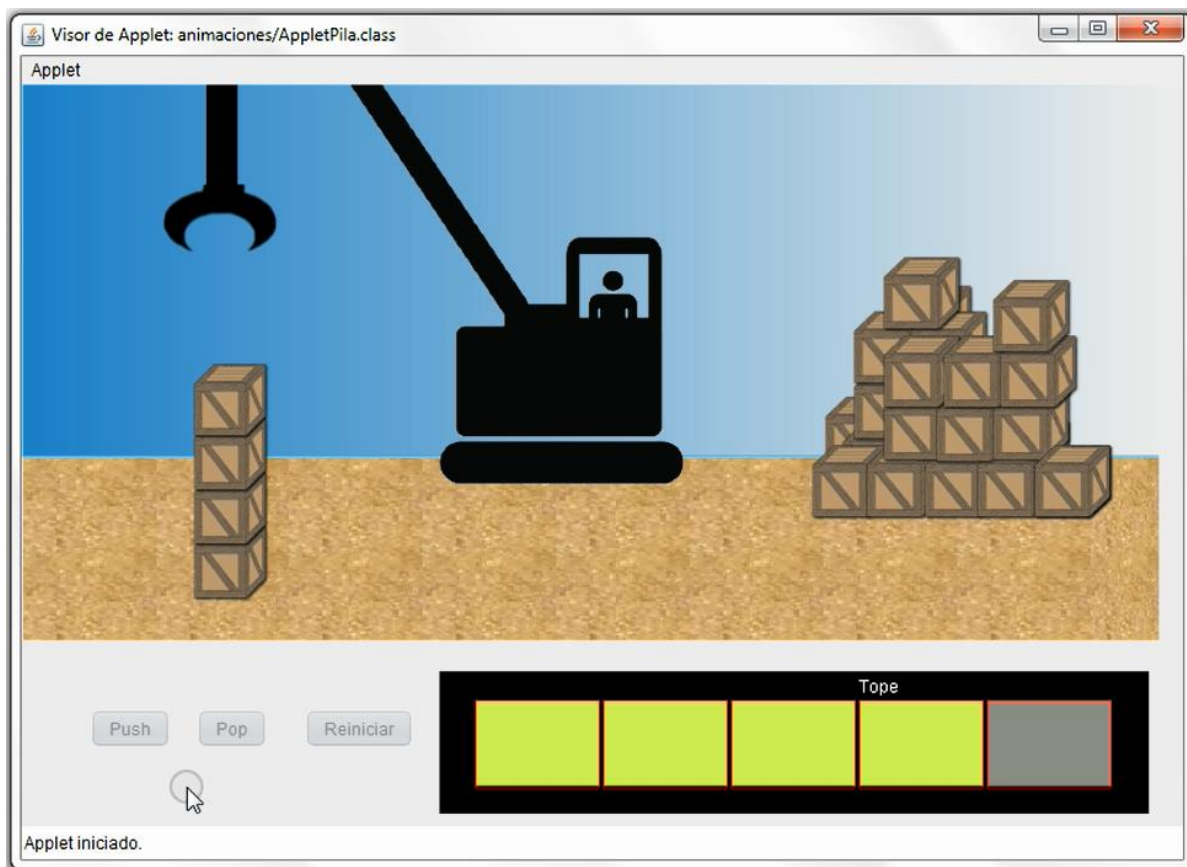 Visor de Applet: animaciones/AppletPila.class
Applet
Tope
Push Pop Reiniciar
Applet iniciado.